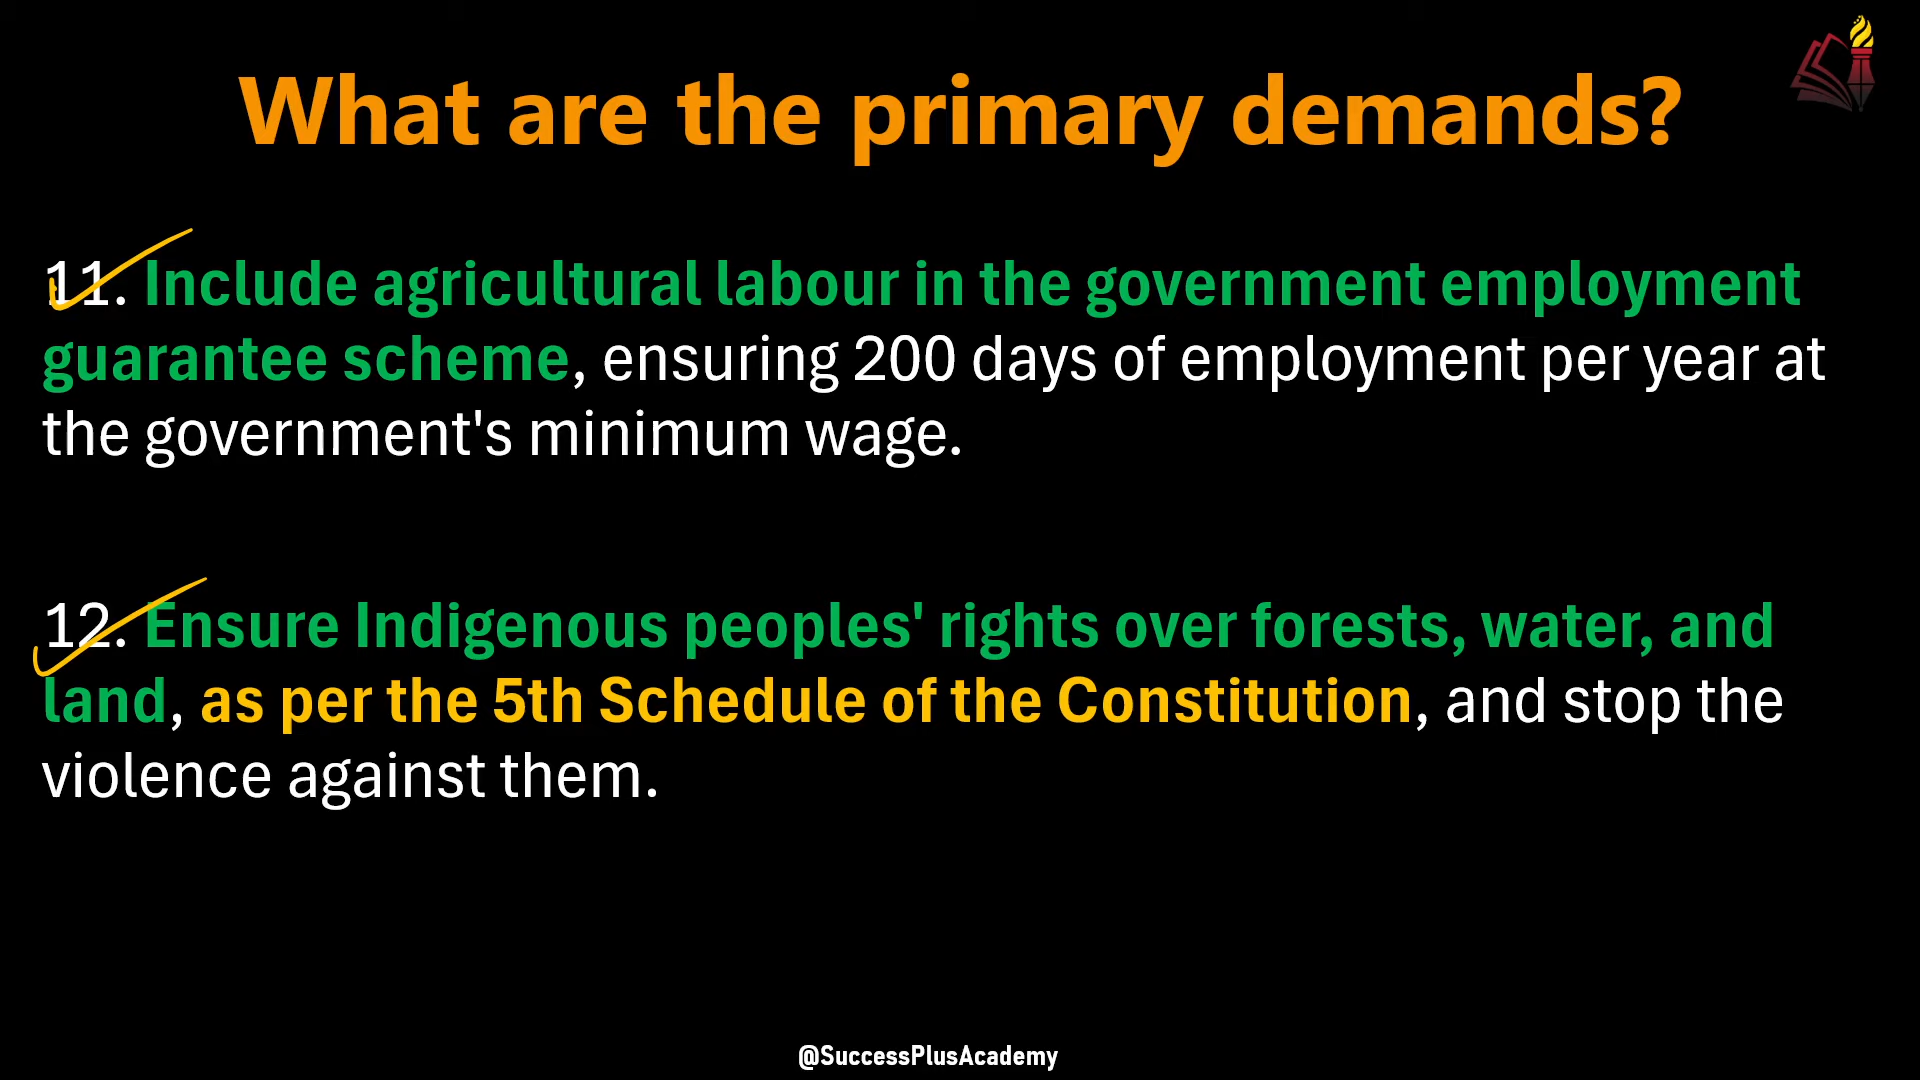 What are the primary demands?
11. Include agricultural labour in the government employment
guarantee scheme, ensuring 200 days of employment per year at
the government's minimum wage.
12. Ensure Indigenous peoples' rights over forests, water, and
land, as per the 5th Schedule of the Constitution, and stop the
violence against them.
@SuccessPlusAcademy